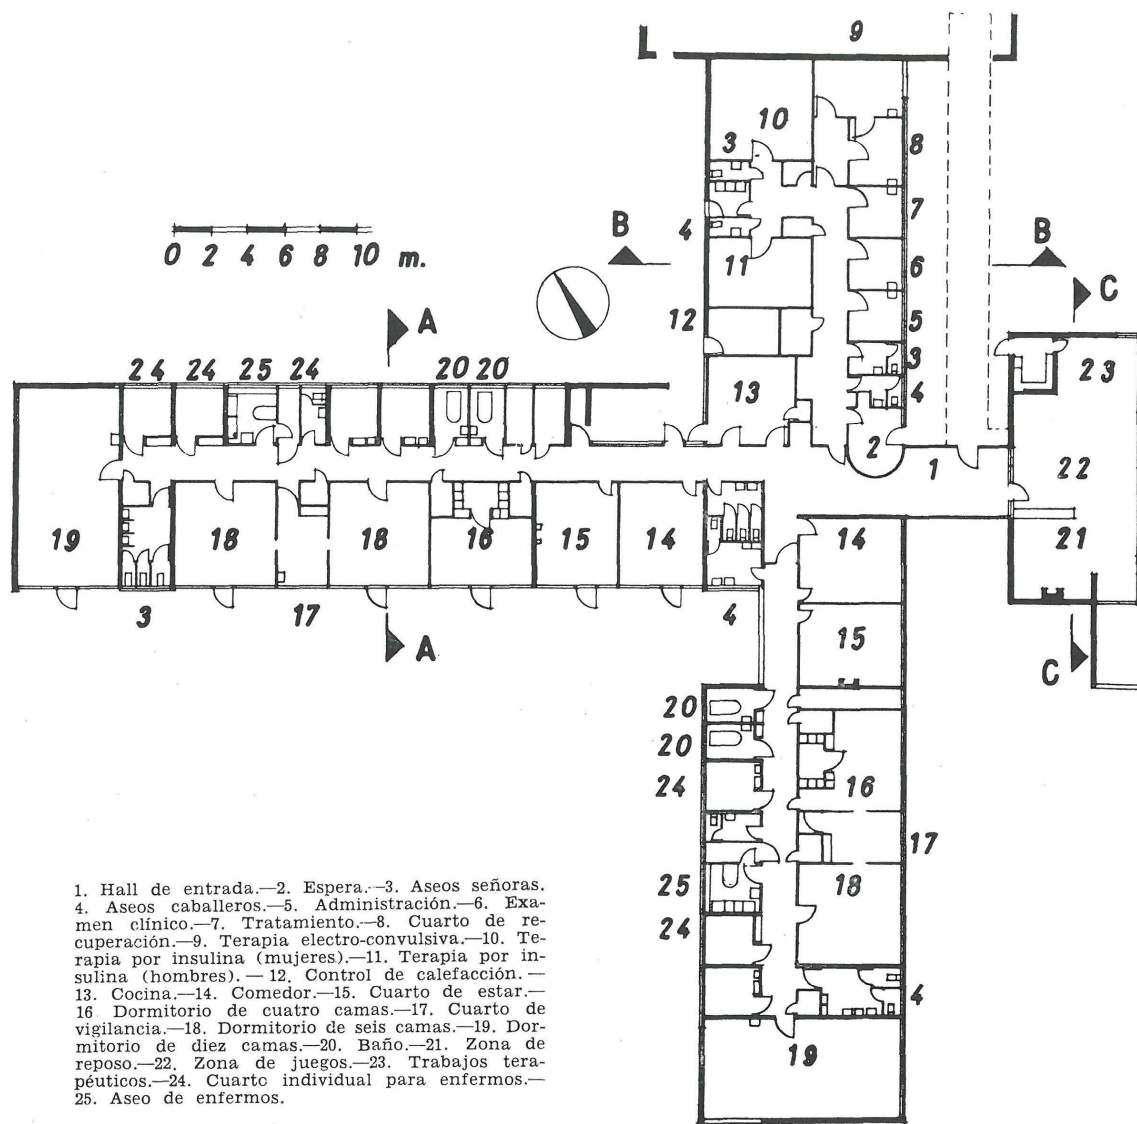 9
10
3
8
7
B
4
B
0 2 4 6 8 10 m.
11
6
C
A
12
5
24 24 25 24 20 20
3
23
13
4
2
1
22
19 18 18 16 15 14
14
21
3 17 4
A
15
C
20
20
24
16
17
25
18
24
4
19
1. Hall de entrada.—2. Espera.—3. Aseos señoras.
4. Aseos caballeros.—5. Administración.—6. Exa-
men clínico.—7. Tratamiento.—8. Cuarto de re-
cuperación.—9. Terapia electro-convulsiva.—10. Te-
rapia por insulina (mujeres).—11. Terapia por in-
sulina (hombres). — 12. Control de calefacción. —
13. Cocina.—14. Comedor.—15. Cuarto de estar.—
16 Dormitorio de cuatro camas.—17. Cuarto de
vigilancia.—18. Dormitorio de seis camas.—19. Dor-
mitorio de diez camas.—20. Baño.—21. Zona de
reposo.—22. Zona de juegos.—23. Trabajos tera-
péuticos.—24. Cuarto individual para enfermos.—
25. Aseo de enfermos.